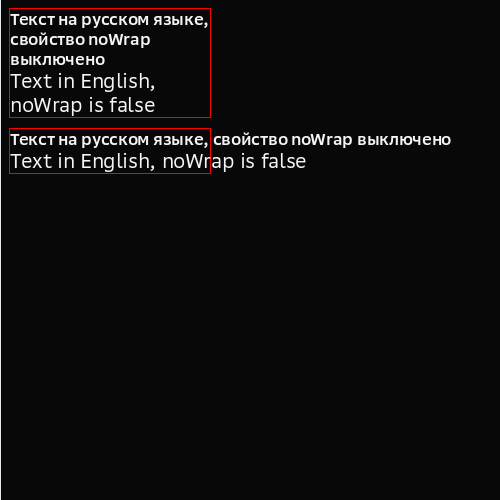 Текст на русском языке,
свойство noWrap
выключено
Text in English,
noWrap is false
Текст на русском языке, свойство noWrap выключено
Text in English, noWrap is false